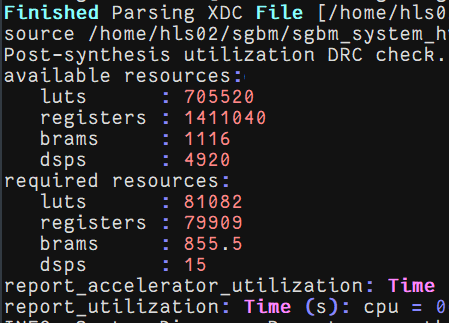 Finished Parsing XDC File [/home/hls0
source /home/hls02/sgbm/sgbm_system_h
Post-synthesis utilization DRC check.
available resources:
luts : 705520
registers : 1411040
brams : 1116
dsps : 4920
required resources:
luts : 81082
registers : 79909
brams : 855.5
dsps : 15
report_accelerator_utilization: Time
report_utilization: Time (s): cpu = 0